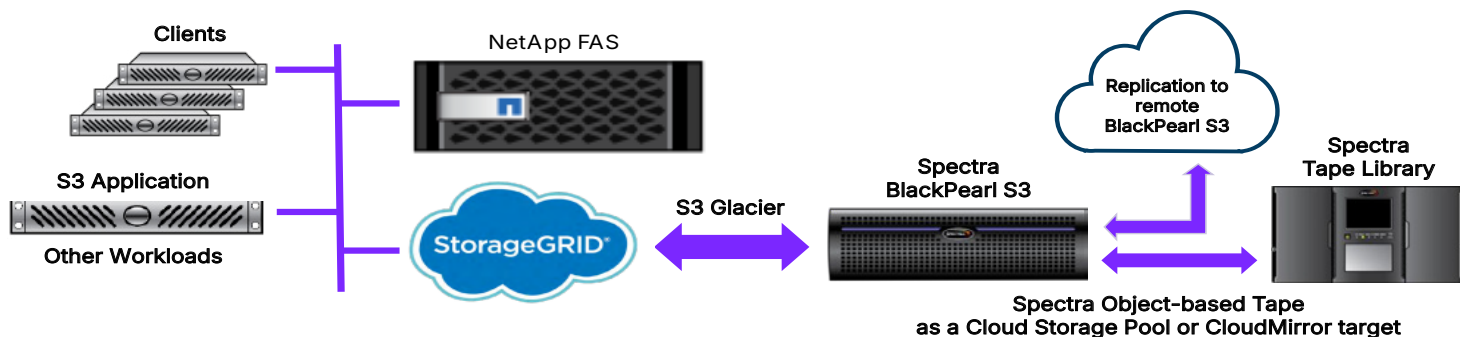 Clients
NetApp FAS
Replication to
remote
BlackPearl S3
Spectra
Tape Library
Spectra
BlackPearl S3
S3 Application
S3 Glacier
StorageGRID®
Other Workloads
Spectra Object-based Tape
as a Cloud Storage Pool or CloudMirror target